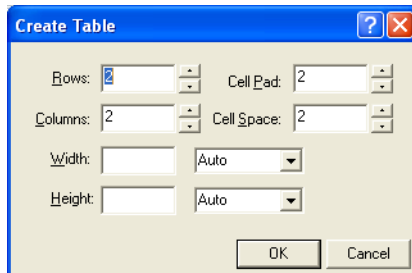 Create Table
Rows: 2 Cell Pad: 2
Columns: 2 Cell Space: 2
Width: Auto
Height: Auto
OK Cancel